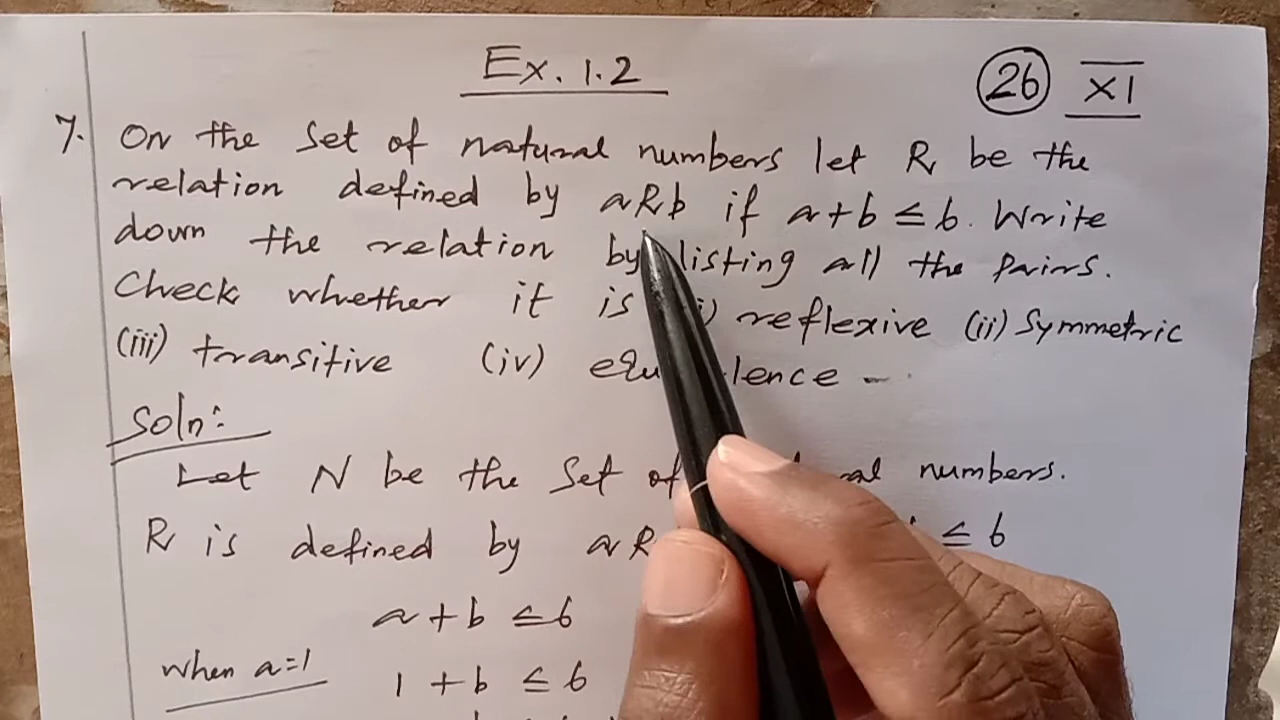 Ex. 1.2
26 XI
7. On the set of natural numbers let R be the
relation defined by aRb if a+b ≤ 6. Write
down the relation by listing all the pairs.
Check whether it is i) reflexive (ii) Symmetric
(iii) transitive (iv) equ lence -
Soln:
Let N be the set of al numbers.
R is defined by aR ≤ 6
a+b ≤6
when a=1
1 + b ≤ 6